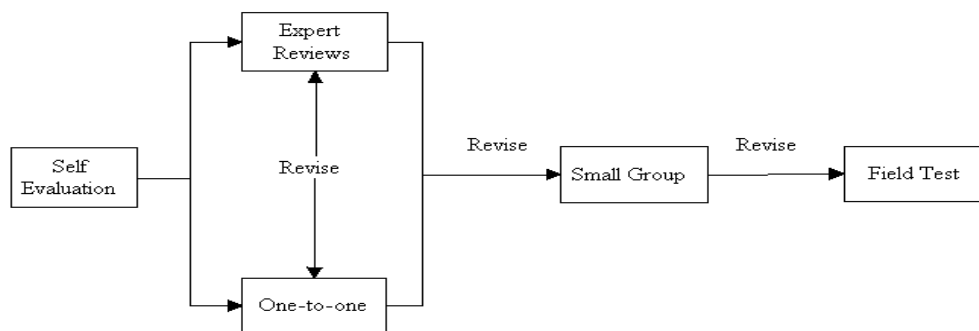 Expert
Reviews
Self
Evaluation
Revise
One-to-one
Revise
Small Group
Revise
Field Test